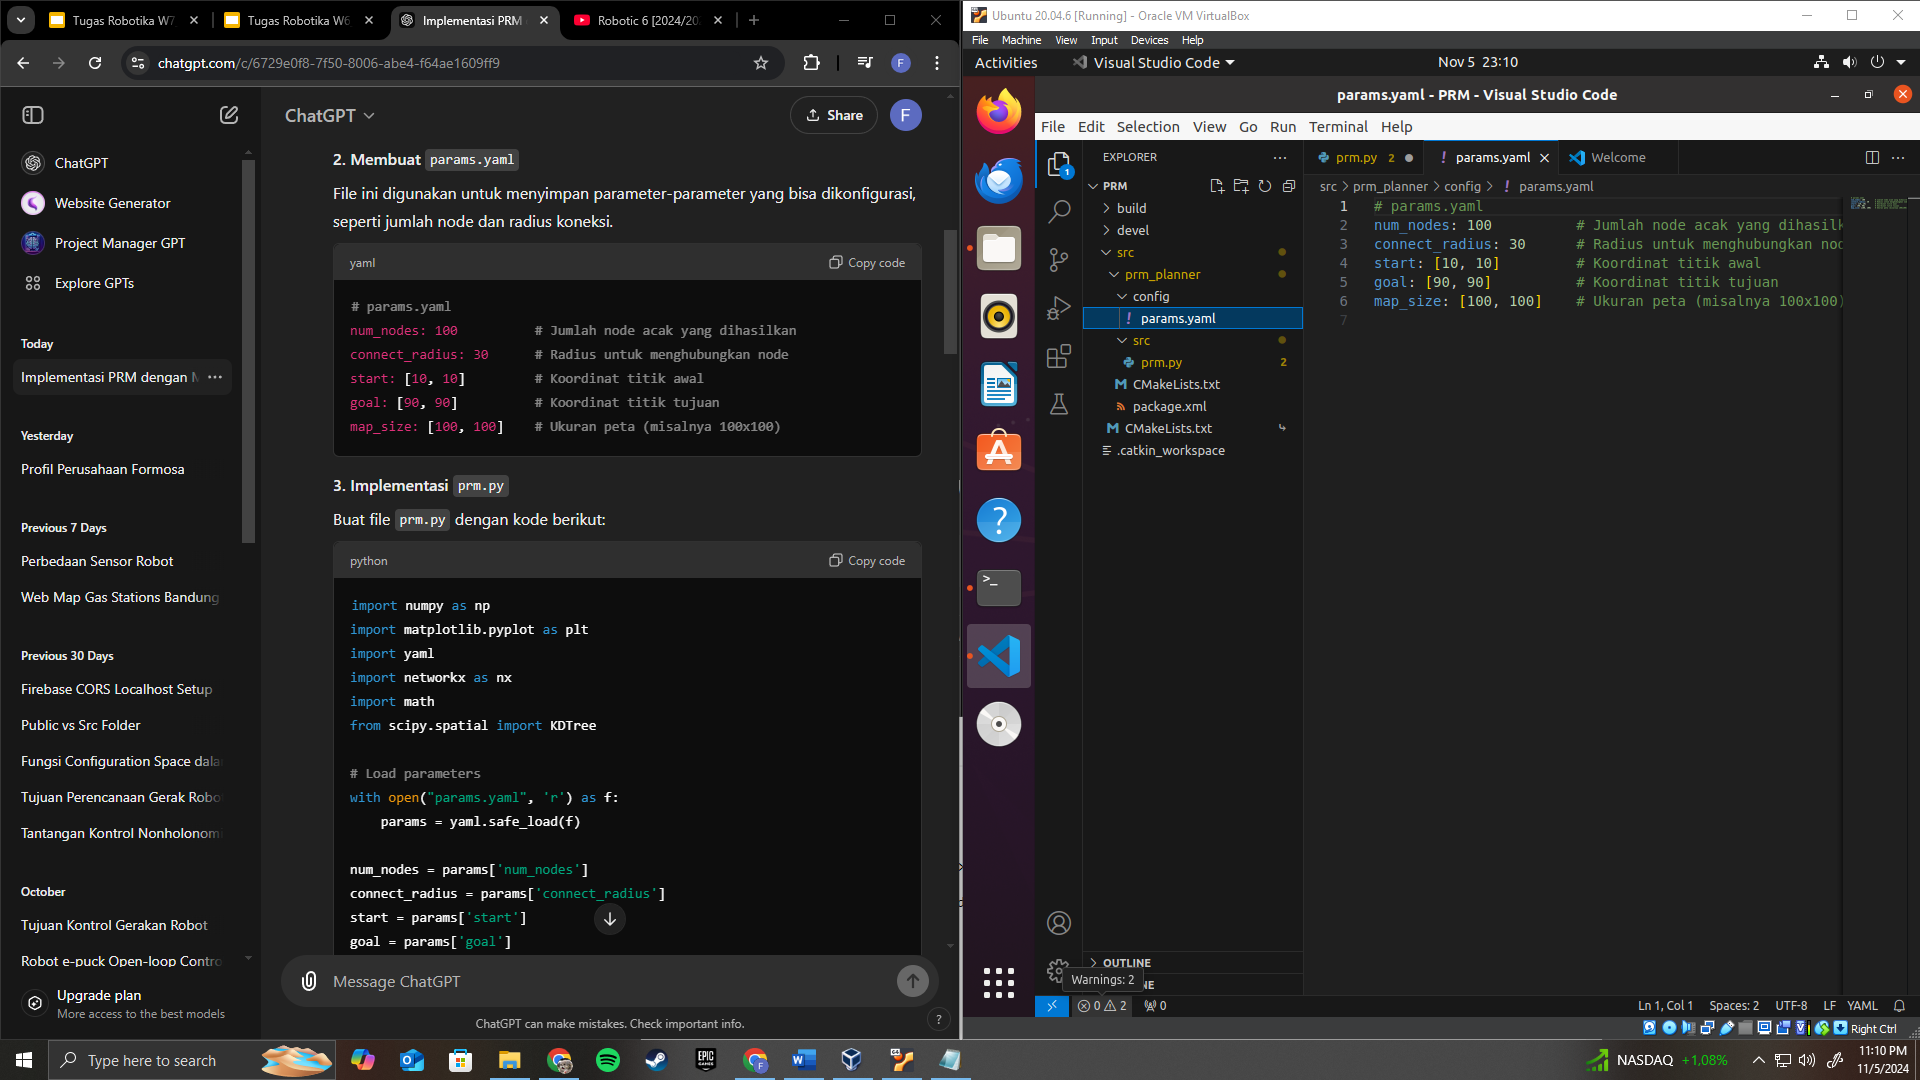 Tugas Robotika W7
Tugas Robotika W6
Implementasi PRM
Robotic 6 [2024/20
chatgpt.com/c/6729e0f8-7f50-8006-abe4-f64ae1609ff9
F
ChatGPT
Website Generator
Project Manager GPT
Explore GPTs
Today
Implementasi PRM dengan
Yesterday
Profil Perusahaan Formosa
Previous 7 Days
Perbedaan Sensor Robot
Web Map Gas Stations Bandung
Previous 30 Days
Firebase CORS Localhost Setup
Public vs Src Folder
Fungsi Configuration Space dala
Tujuan Perencanaan Gerak Robo
Tantangan Kontrol Nonholonom
October
Tujuan Kontrol Gerakan Robot
Robot e-puck Open-loop Contro
Upgrade plan
More access to the best models
ChatGPT
Share
F
2. Membuat params.yaml
File ini digunakan untuk menyimpan parameter-parameter yang bisa dikonfigurasi,
seperti jumlah node dan radius koneksi.
yaml
Copy code
# params.yaml
num_nodes: 100 # Jumlah node acak yang dihasilkan
connect_radius: 30 # Radius untuk menghubungkan node
start: [10, 10] # Koordinat titik awal
goal: [90, 90] # Koordinat titik tujuan
map_size: [100, 100] # Ukuran peta (misalnya 100x100)
3. Implementasi prm.py
Buat file prm.py dengan kode berikut:
python
Copy code
import numpy as np
import matplotlib.pyplot as plt
import yaml
import networkx as nx
import math
from scipy.spatial import KDTree
# Load parameters
with open("params.yaml", 'r') as f:
params = yaml.safe_load(f)
num_nodes = params['num_nodes']
connect_radius = params['connect_radius']
start = params['start']
goal = params['goal']
Message ChatGPT
ChatGPT can make mistakes. Check important info.
?
Ubuntu 20.04.6 [Running] - Oracle VM VirtualBox
File Machine View Input Devices Help
Activities
Visual Studio Code
Nov 5 23:10
params.yaml - PRM - Visual Studio Code
File Edit Selection View Go Run Terminal Help
1
EXPLORER
PRM
build
devel
src
prm_planner
config
! params.yaml
src
prm.py 2
CMakeLists.txt
package.xml
CMakeLists.txt
.catkin_workspace
OUTLINE
NE
Warnings: 2
prm.py 2
! params.yaml
Welcome
src > prm_planner > config > ! params.yaml
1 # params.yaml
2 num_nodes: 100 # Jumlah node acak yang dihasilk
3 connect_radius: 30 # Radius untuk menghubungkan nod
4 start: [10, 10] # Koordinat titik awal
5 goal: [90, 90] # Koordinat titik tujuan
6 map_size: [100, 100] # Ukuran peta (misalnya 100x100)
7
0 2
0
Ln 1, Col 1 Spaces: 2 UTF-8 LF YAML
Right Ctrl
Type here to search
NASDAQ +1,08%
11:10 PM
11/5/2024